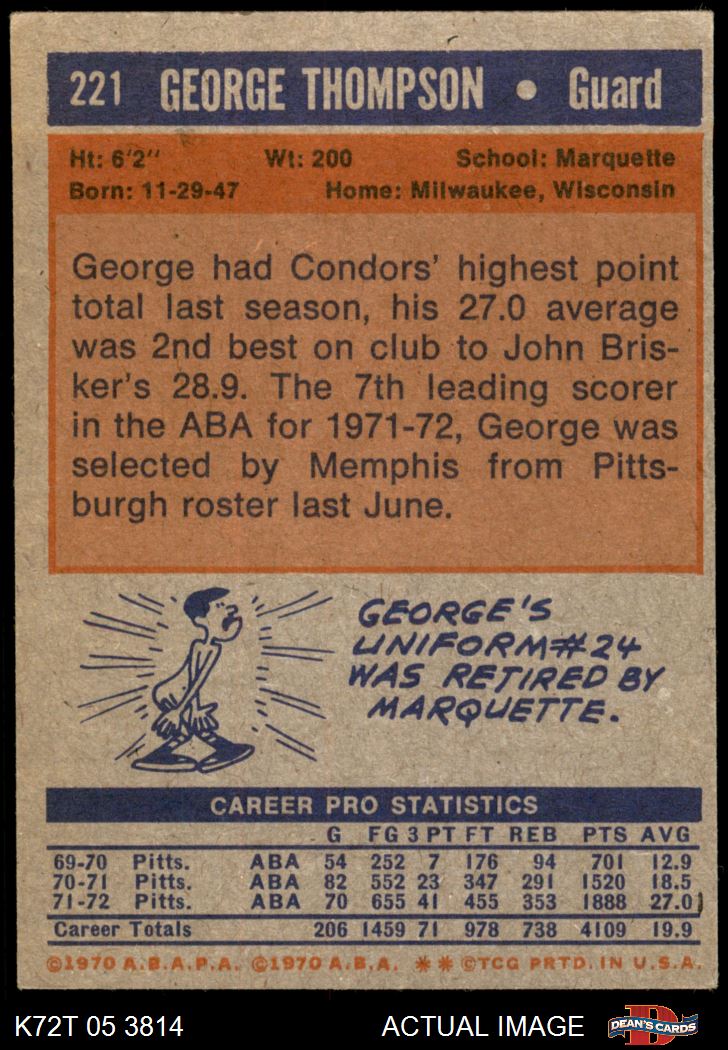 221 GEORGE THOMPSON • Guard
Ht: 6'2" Wt: 200 School: Marquette
Born: 11-29-47 Home: Milwaukee, Wisconsin
George had Condors' highest point
total last season, his 27.0 average
was 2nd best on club to John Bris-
ker's 28.9. The 7th leading scorer
in the ABA for 1971-72, George was
selected by Memphis from Pitts-
burgh roster last June.
GEORGE'S
UNIFORM #24
WAS RETIRED BY
MARQUETTE.
CAREER PRO STATISTICS
G FG 3 PT FT REB PTS AVG
69-70 Pitts. ABA 54 252 7 176 94 701 12.9
70-71 Pitts. ABA 82 552 23 347 291 1520 18.5
71-72 Pitts. ABA 70 655 41 455 353 1888 27.0
Career Totals 206 1459 71 978 738 4109 19.9
©1970 A.B.A.P.A. ©1970 A.B.A. ** ©TCG PRTD. IN U.S.A.
K72T 05 3814 ACTUAL IMAGE D DEAN'S CARDS